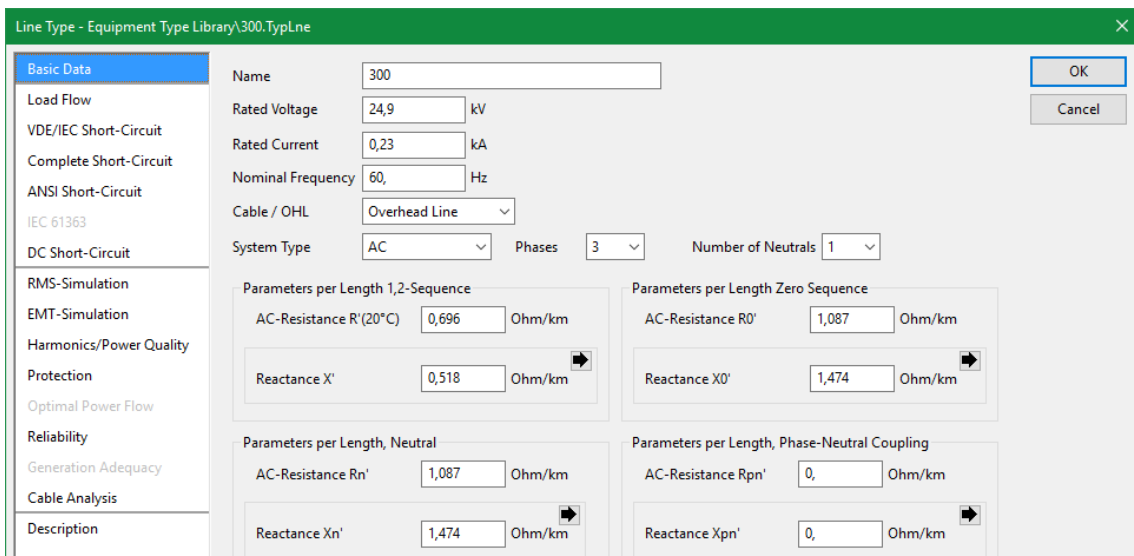 Line Type - Equipment Type Library\300.TypLne
Basic Data
Load Flow
VDE/IEC Short-Circuit
Complete Short-Circuit
ANSI Short-Circuit
IEC 61363
DC Short-Circuit
RMS-Simulation
EMT-Simulation
Harmonics/Power Quality
Protection
Optimal Power Flow
Reliability
Generation Adequacy
Cable Analysis
Description
Name 300
Rated Voltage 24,9 kV
Rated Current 0,23 kA
Nominal Frequency 60, Hz
Cable / OHL Overhead Line
System Type AC Phases 3 Number of Neutrals 1
Parameters per Length 1,2-Sequence
AC-Resistance R'(20°C) 0,696 Ohm/km
Reactance X' 0,518 Ohm/km
Parameters per Length Zero Sequence
AC-Resistance R0' 1,087 Ohm/km
Reactance X0' 1,474 Ohm/km
Parameters per Length, Neutral
AC-Resistance Rn' 1,087 Ohm/km
Reactance Xn' 1,474 Ohm/km
Parameters per Length, Phase-Neutral Coupling
AC-Resistance Rpn' 0, Ohm/km
Reactance Xpn' 0, Ohm/km
OK
Cancel